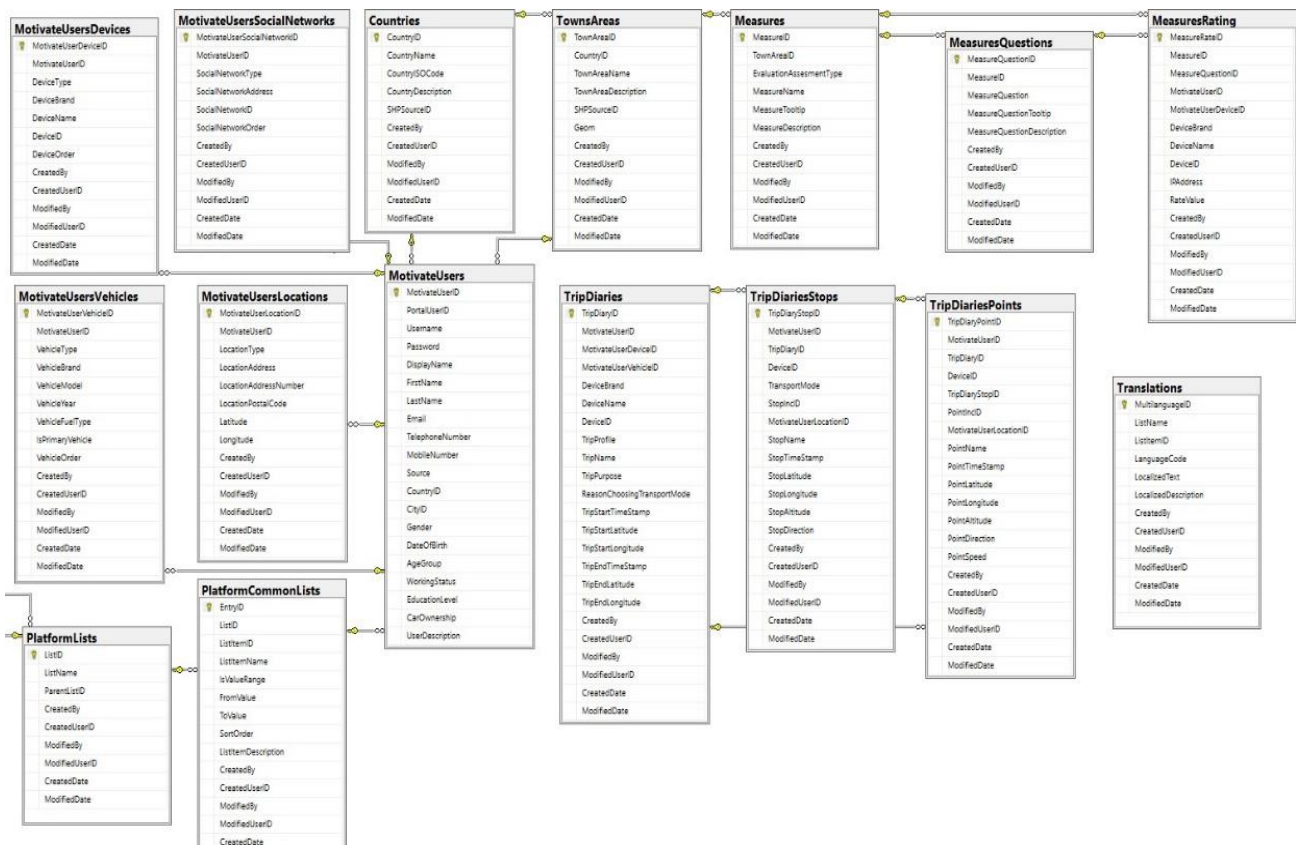 MotivateUsersDevices
MotivateUserDeviceID
MotivateUserID
DeviceType
DeviceBrand
DeviceName
DeviceID
DeviceOrder
CreatedBy
CreatedUserID
ModifiedBy
ModifiedUserID
CreatedDate
ModifiedDate
MotivateUsersSocialNetworks
MotivateUserSocialNetworkID
MotivateUserID
SocialNetworkType
SocialNetworkAddress
SocialNetworkID
SocialNetworkOrder
CreatedBy
CreatedUserID
ModifiedBy
ModifiedUserID
CreatedDate
ModifiedDate
Countries
CountryID
CountryName
CountryISOCode
CountryDescription
SHPSourceID
CreatedBy
CreatedUserID
ModifiedBy
ModifiedUserID
CreatedDate
ModifiedDate
TownsAreas
TownAreaID
CountryID
TownAreaName
TownAreaDescription
SHPSourceID
Geom
CreatedBy
CreatedUserID
ModifiedBy
ModifiedUserID
CreatedDate
ModifiedDate
Measures
MeasureID
TownAreaID
EvaluationAssesmentType
MeasureName
MeasureTooltip
MeasureDescription
CreatedBy
CreatedUserID
ModifiedBy
ModifiedUserID
CreatedDate
ModifiedDate
MeasuresQuestions
MeasureQuestionID
MeasureID
MeasureQuestion
MeasureQuestionTooltip
MeasureQuestionDescription
CreatedBy
CreatedUserID
ModifiedBy
ModifiedUserID
CreatedDate
ModifiedDate
MeasuresRating
MeasureRateID
MeasureID
MeasureQuestionID
MotivateUserID
MotivateUserDeviceID
DeviceBrand
DeviceName
DeviceID
IPAddress
RateValue
CreatedBy
CreatedUserID
ModifiedBy
ModifiedUserID
CreatedDate
ModifiedDate
MotivateUsersVehicles
MotivateUserVehicleID
MotivateUserID
VehicleType
VehicleBrand
VehicleModel
VehicleYear
VehicleFuelType
IsPrimaryVehicle
VehicleOrder
CreatedBy
CreatedUserID
ModifiedBy
ModifiedUserID
CreatedDate
ModifiedDate
MotivateUsersLocations
MotivateUserLocationID
MotivateUserID
LocationType
LocationAddress
LocationAddressNumber
LocationPostalCode
Latitude
Longitude
CreatedBy
CreatedUserID
ModifiedBy
ModifiedUserID
CreatedDate
ModifiedDate
MotivateUsers
MotivateUserID
PortalUserID
Username
Password
DisplayName
FirstName
LastName
Email
TelephoneNumber
MobileNumber
Source
CountryID
CityID
Gender
DateOfBirth
AgeGroup
WorkingStatus
EducationLevel
CarOwnership
UserDescription
TripDiaries
TripDiaryID
MotivateUserID
MotivateUserDeviceID
MotivateUserVehicleID
DeviceBrand
DeviceName
DeviceID
TripProfile
TripName
TripPurpose
ReasonChoosingTransportMode
TripStartTimeStamp
TripStartLatitude
TripStartLongitude
TripEndTimeStamp
TripEndLatitude
TripEndLongitude
CreatedBy
CreatedUserID
ModifiedBy
ModifiedUserID
CreatedDate
ModifiedDate
TripDiariesStops
TripDiaryStopID
MotivateUserID
TripDiaryID
DeviceID
TransportMode
StopIncID
MotivateUserLocationID
StopName
StopTimeStamp
StopLatitude
StopLongitude
StopAltitude
StopDirection
CreatedBy
CreatedUserID
ModifiedBy
ModifiedUserID
CreatedDate
ModifiedDate
TripDiariesPoints
TripDiaryPointID
MotivateUserID
TripDiaryID
DeviceID
TripDiaryStopID
PointIncID
MotivateUserLocationID
PointName
PointTimeStamp
PointLatitude
PointLongitude
PointAltitude
PointDirection
PointSpeed
CreatedBy
CreatedUserID
ModifiedBy
ModifiedUserID
CreatedDate
ModifiedDate
Translations
MultilanguageID
ListName
ListItemID
LanguageCode
LocalizedText
LocalizedDescription
CreatedBy
CreatedUserID
ModifiedBy
ModifiedUserID
CreatedDate
ModifiedDate
PlatformLists
ListID
ListName
ParentListID
CreatedBy
CreatedUserID
ModifiedBy
ModifiedUserID
CreatedDate
ModifiedDate
PlatformCommonLists
EntryID
ListID
ListItemID
ListItemName
IsValueRange
FromValue
ToValue
SortOrder
ListItemDescription
CreatedBy
CreatedUserID
ModifiedBy
ModifiedUserID
CreatedDate